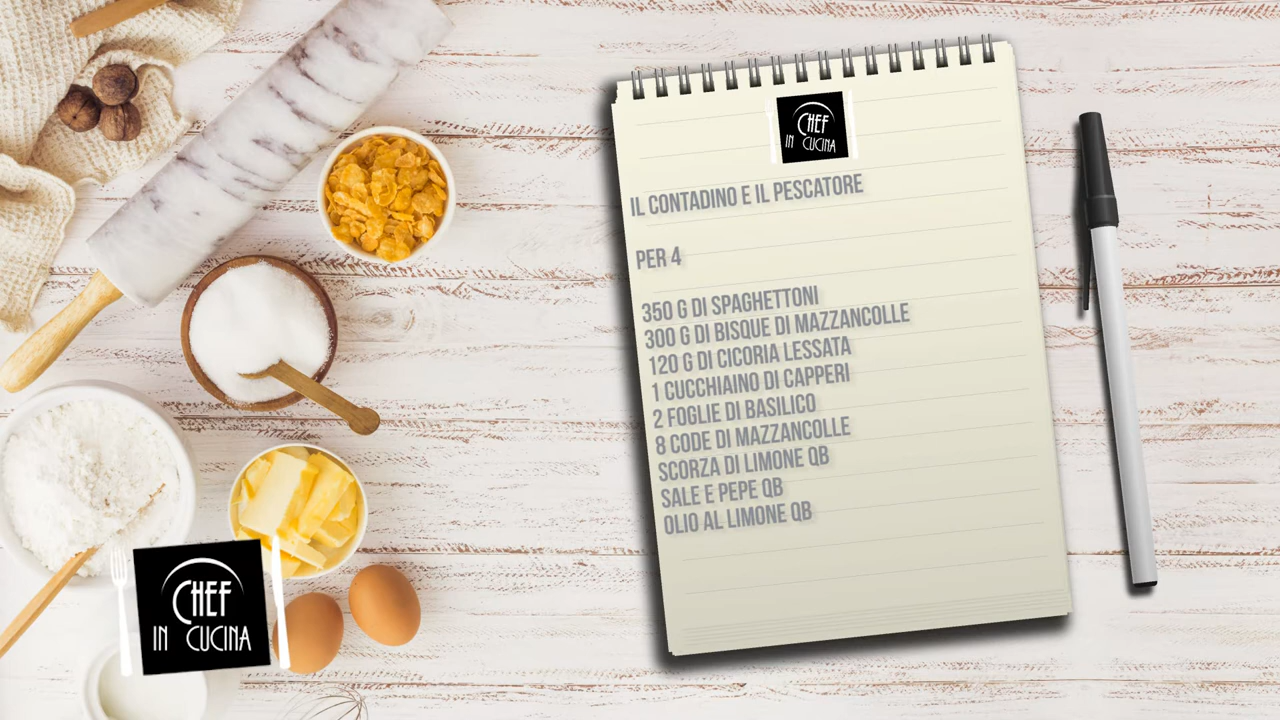 CHEF
IN CUCINA
IL CONTADINO E IL PESCATORE
PER 4
350 G DI SPAGHETTONI
300 G DI BISQUE DI MAZZANCOLLE
120 G DI CICORIA LESSATA
1 CUCCHIAINO DI CAPPERI
2 FOGLIE DI BASILICO
8 CODE DI MAZZANCOLLE
SCORZA DI LIMONE QB
SALE E PEPE QB
OLIO AL LIMONE QB
CHEF
IN CUCINA